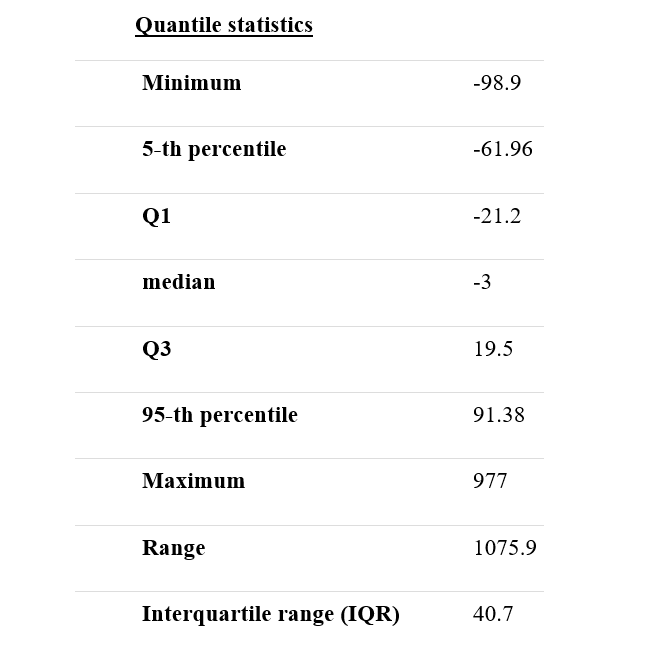 Quantile statistics
Minimum -98.9
5-th percentile -61.96
Q1 -21.2
median -3
Q3 19.5
95-th percentile 91.38
Maximum 977
Range 1075.9
Interquartile range (IQR) 40.7